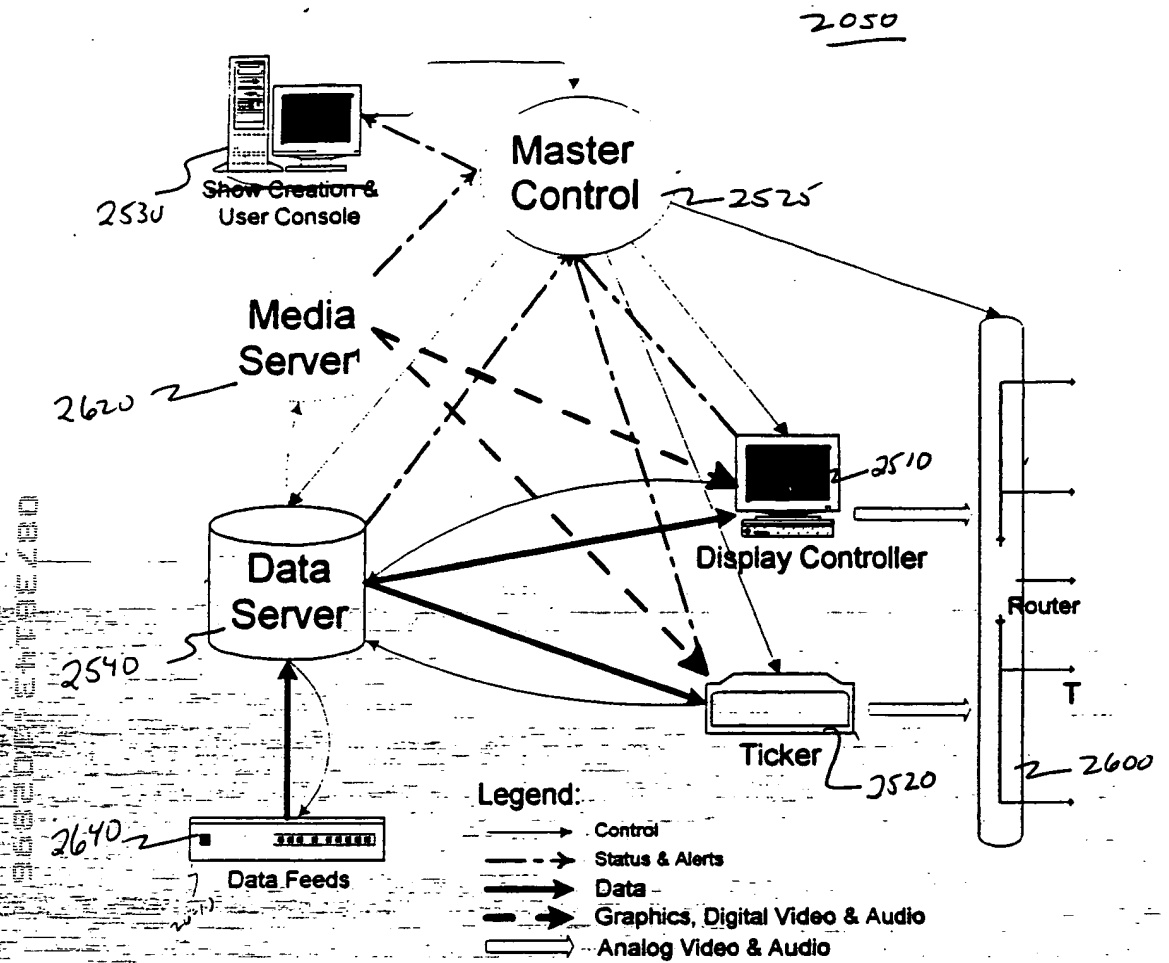 2050
Master
Control
2525
Show Creation &
User Console
2530
Media
Server
2620
2510
Display Controller
Data
Server
2540
Router
T
Ticker
2520
2600
2640
Data Feeds
Legend:
Control
Status & Alerts
Data
Graphics, Digital Video & Audio
Analog Video & Audio